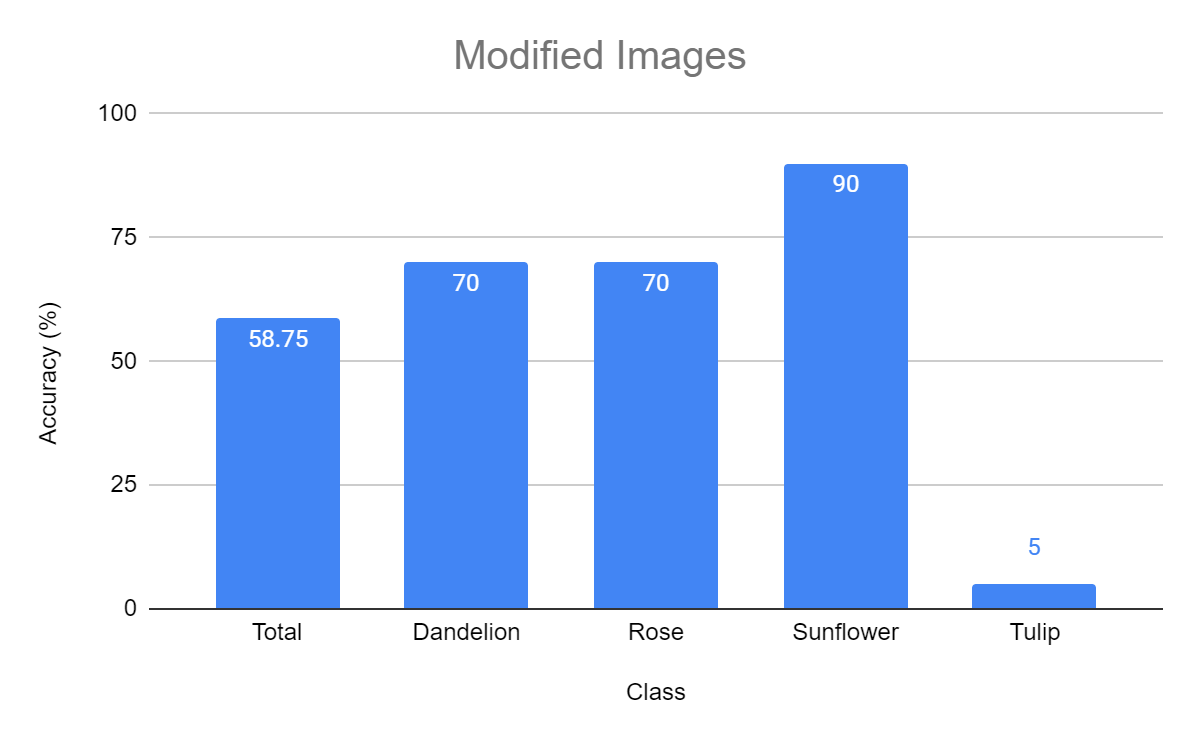 Modified Images
Accuracy (%)
100
75
50
25
0
58.75
70
70
90
5
Total
Dandelion
Rose
Sunflower
Tulip
Class